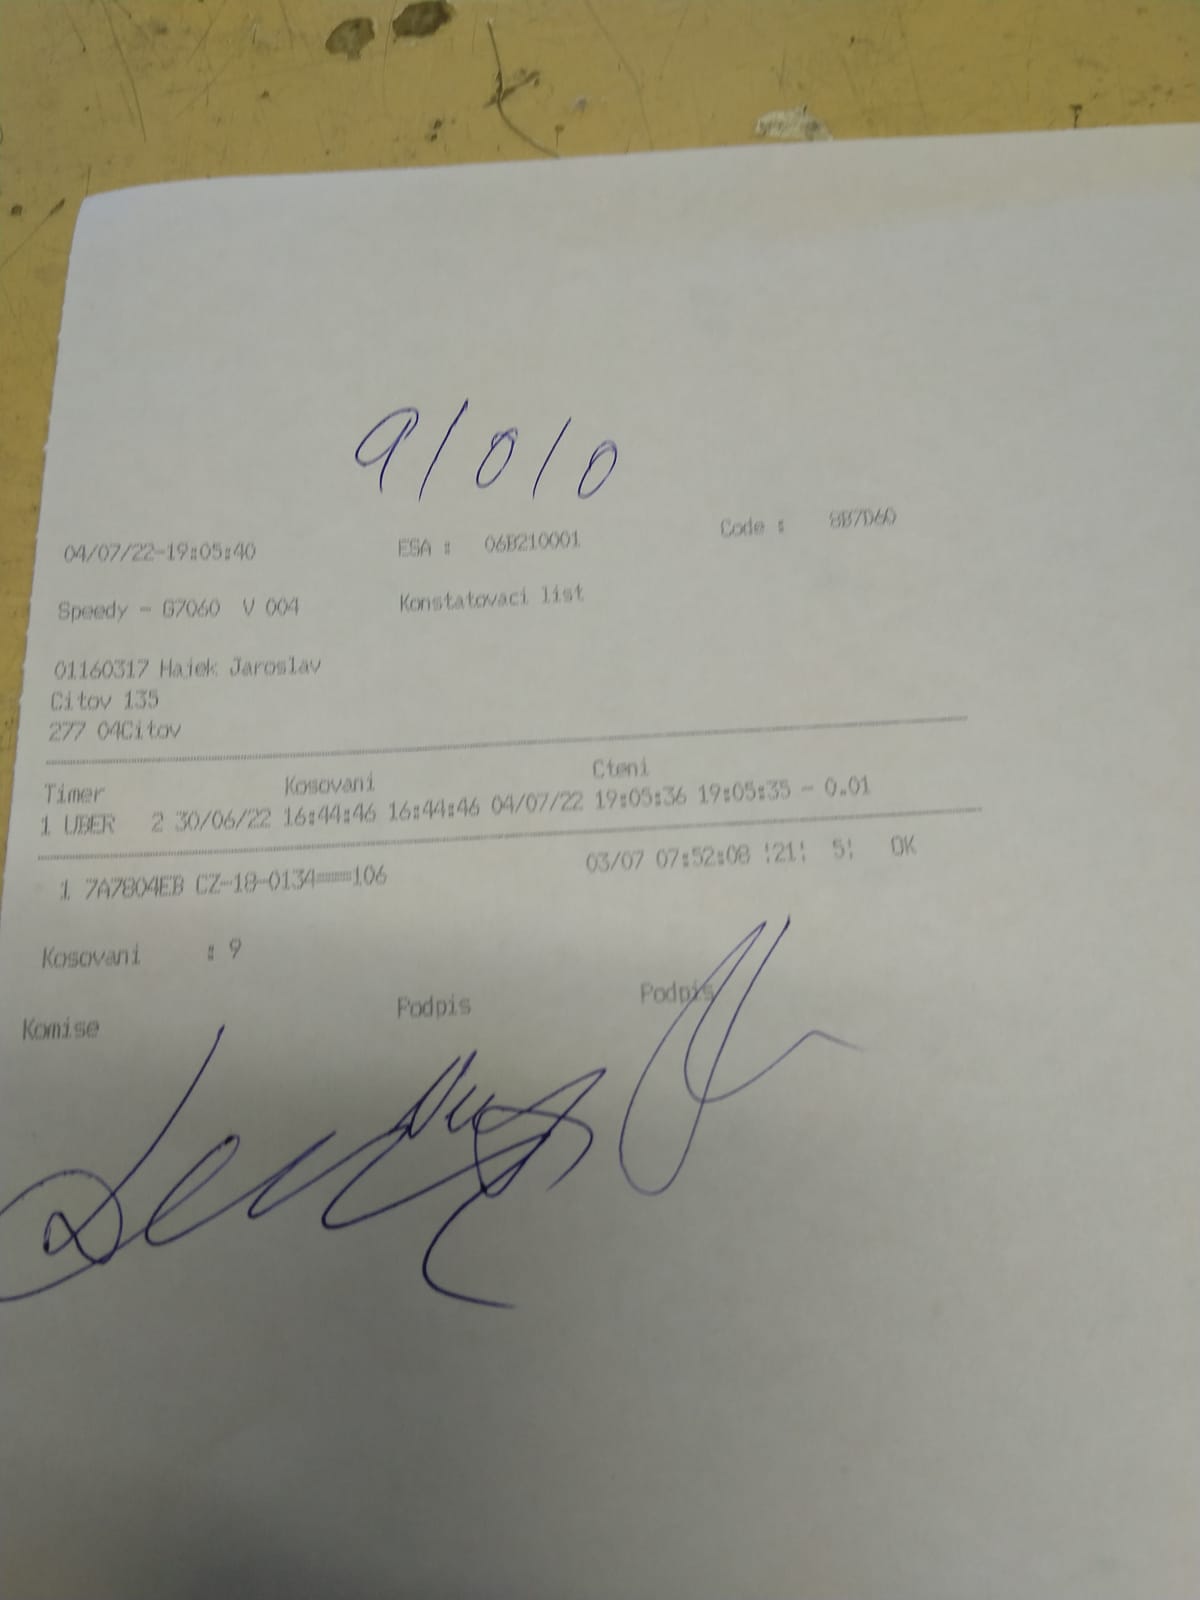 9/0/0
04/07/22-19:05:40 ESA : 06B210001 Code : 8B7D60
Speedy - G7060 V 004 Konstatovaci list
01160317 Hajek Jaroslav
Citov 135
277 04Citov
Timer Kosovani Cteni
1 UBER 2 30/06/22 16:44:46 16:44:46 04/07/22 19:05:36 19:05:35 - 0.01
1 7A7804EB CZ-18-0134====106 03/07 07:52:08 !21! 5! OK
Kosovani : 9
Komise Podpis Podpis